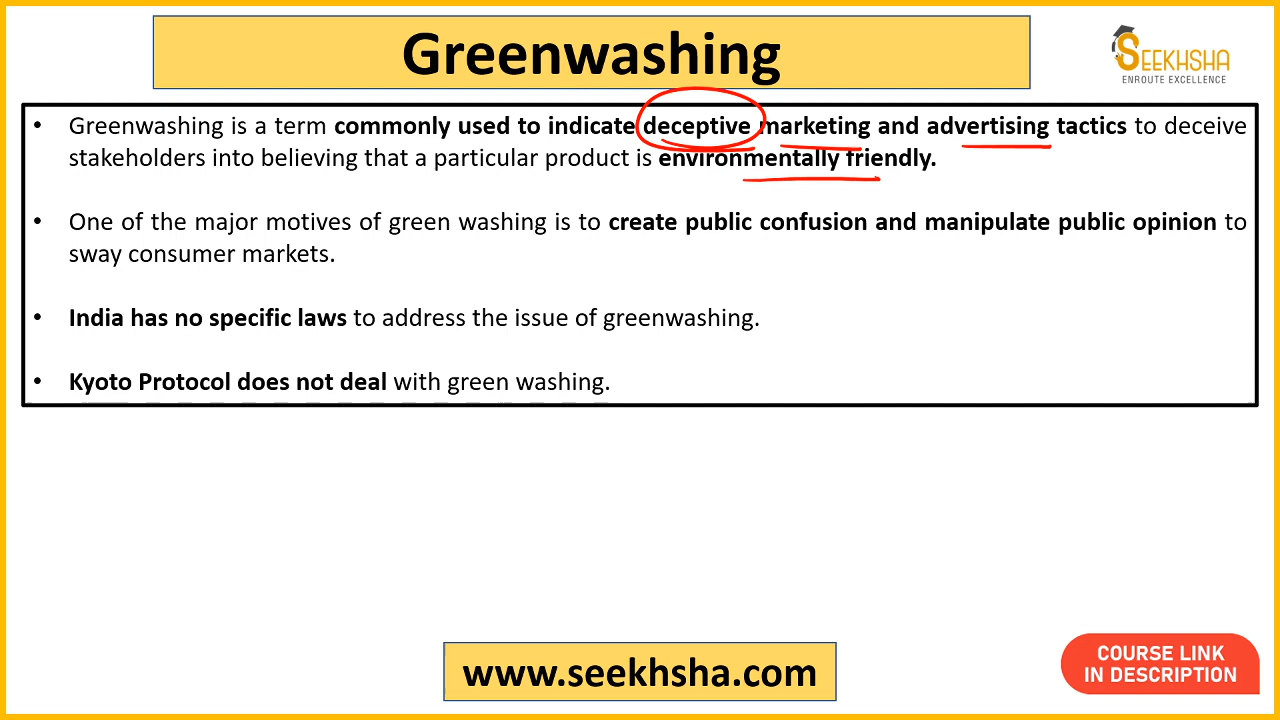 Greenwashing
SEEKHSHA
ENROUTE EXCELLENCE
• Greenwashing is a term commonly used to indicate deceptive marketing and advertising tactics to deceive
stakeholders into believing that a particular product is environmentally friendly.
• One of the major motives of green washing is to create public confusion and manipulate public opinion to
sway consumer markets.
• India has no specific laws to address the issue of greenwashing.
• Kyoto Protocol does not deal with green washing.
www.seekhsha.com
COURSE LINK
IN DESCRIPTION